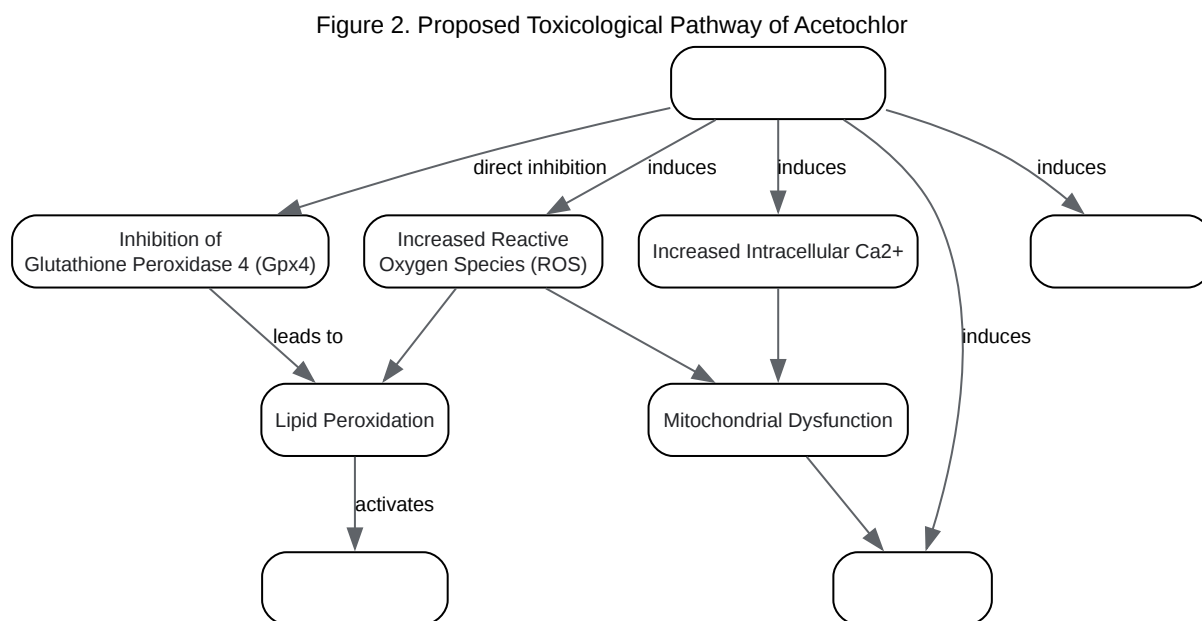 Figure 2. Proposed Toxicological Pathway of Acetochlor
direct inhibition
induces
induces
induces
Inhibition of
Glutathione Peroxidase 4 (Gpx4)
Increased Reactive
Oxygen Species (ROS)
Increased Intracellular Ca2+
leads to
induces
Lipid Peroxidation
Mitochondrial Dysfunction
activates